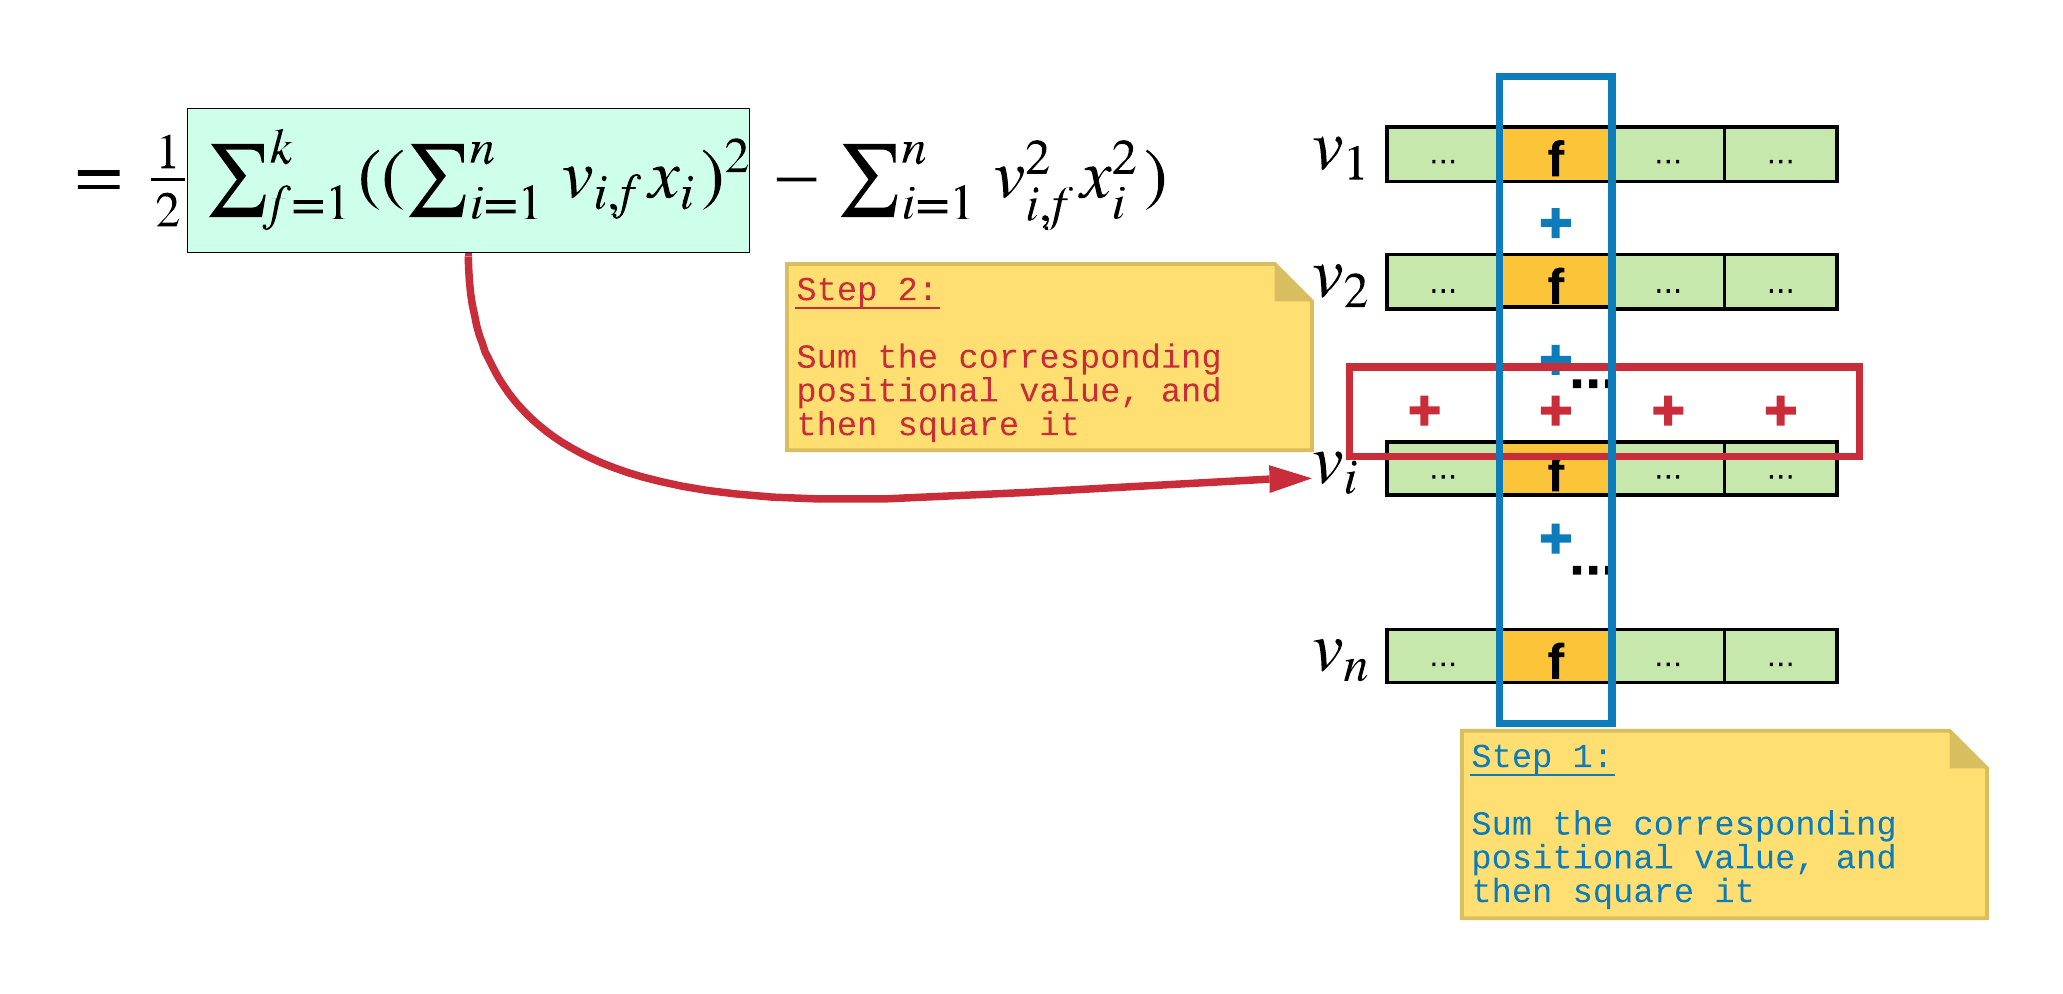 = \frac{1}{2} \sum_{f=1}^{k} ((\sum_{i=1}^{n} v_{i,f} x_i)^2 - \sum_{i=1}^{n} v_{i,f}^2 x_i^2)
v_1 ... f ... ...
+
v_2 ... f ... ...
Step 2:
Sum the corresponding
positional value, and
then square it
+
...
+ + + +
v_i ... f ... ...
+
...
v_n ... f ... ...
Step 1:
Sum the corresponding
positional value, and
then square it